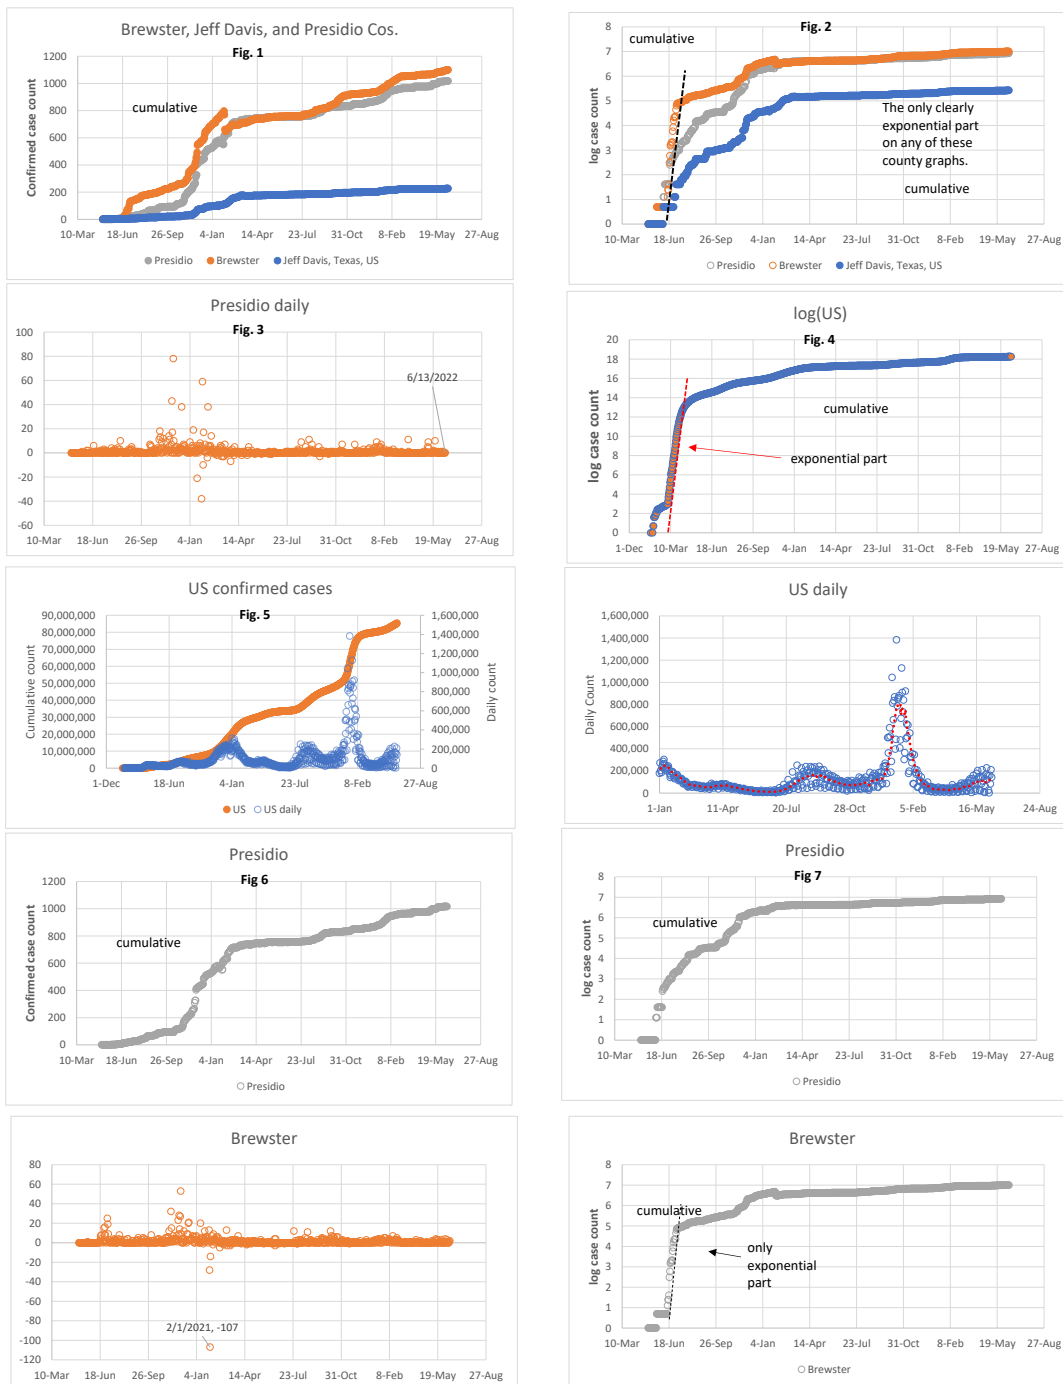 Brewster, Jeff Davis, and Presidio Cos.
Fig. 1
cumulative
Confirmed case count
1200
1000
800
600
400
200
0
10-Mar 18-Jun 26-Sep 4-Jan 14-Apr 23-Jul 31-Oct 8-Feb 19-May 27-Aug
Presidio Brewster Jeff Davis, Texas, US
Fig. 2
cumulative
log case count
8
7
6
5
4
3
2
1
0
The only clearly
exponential part
on any of these
county graphs.
cumulative
10-Mar 18-Jun 26-Sep 4-Jan 14-Apr 23-Jul 31-Oct 8-Feb 19-May 27-Aug
Presidio Brewster Jeff Davis, Texas, US
Presidio daily
Fig. 3
100
80
60
40
20
0
-20
-40
-60
6/13/2022
10-Mar 18-Jun 26-Sep 4-Jan 14-Apr 23-Jul 31-Oct 8-Feb 19-May 27-Aug
log(US)
Fig. 4
log case count
20
18
16
14
12
10
8
6
4
2
0
cumulative
exponential part
1-Dec 10-Mar 18-Jun 26-Sep 4-Jan 14-Apr 23-Jul 31-Oct 8-Feb 19-May 27-Aug
US confirmed cases
Fig. 5
Cumulative count
90,000,000
80,000,000
70,000,000
60,000,000
50,000,000
40,000,000
30,000,000
20,000,000
10,000,000
0
1,600,000
1,400,000
1,200,000
1,000,000
800,000
600,000
400,000
200,000
0
Daily count
1-Dec 18-Jun 4-Jan 23-Jul 8-Feb 27-Aug
US US daily
US daily
Daily Count
1,600,000
1,400,000
1,200,000
1,000,000
800,000
600,000
400,000
200,000
0
1-Jan 11-Apr 20-Jul 28-Oct 5-Feb 16-May 24-Aug
Presidio
Fig 6
cumulative
Confirmed case count
1200
1000
800
600
400
200
0
10-Mar 18-Jun 26-Sep 4-Jan 14-Apr 23-Jul 31-Oct 8-Feb 19-May 27-Aug
Presidio
Presidio
Fig 7
cumulative
log case count
8
7
6
5
4
3
2
1
0
10-Mar 18-Jun 26-Sep 4-Jan 14-Apr 23-Jul 31-Oct 8-Feb 19-May 27-Aug
Presidio
Brewster
80
60
40
20
0
-20
-40
-60
-80
-100
-120
2/1/2021, -107
10-Mar 18-Jun 26-Sep 4-Jan 14-Apr 23-Jul 31-Oct 8-Feb 19-May 27-Aug
Brewster
cumulative
log case count
8
7
6
5
4
3
2
1
0
only
exponential
part
10-Mar 18-Jun 26-Sep 4-Jan 14-Apr 23-Jul 31-Oct 8-Feb 19-May 27-Aug
Brewster